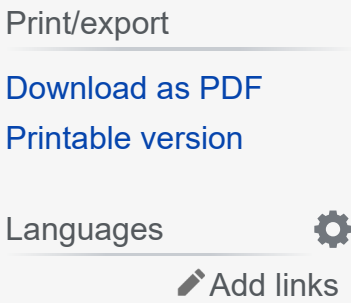 Print/export
Download as PDF
Printable version
Languages
Add links